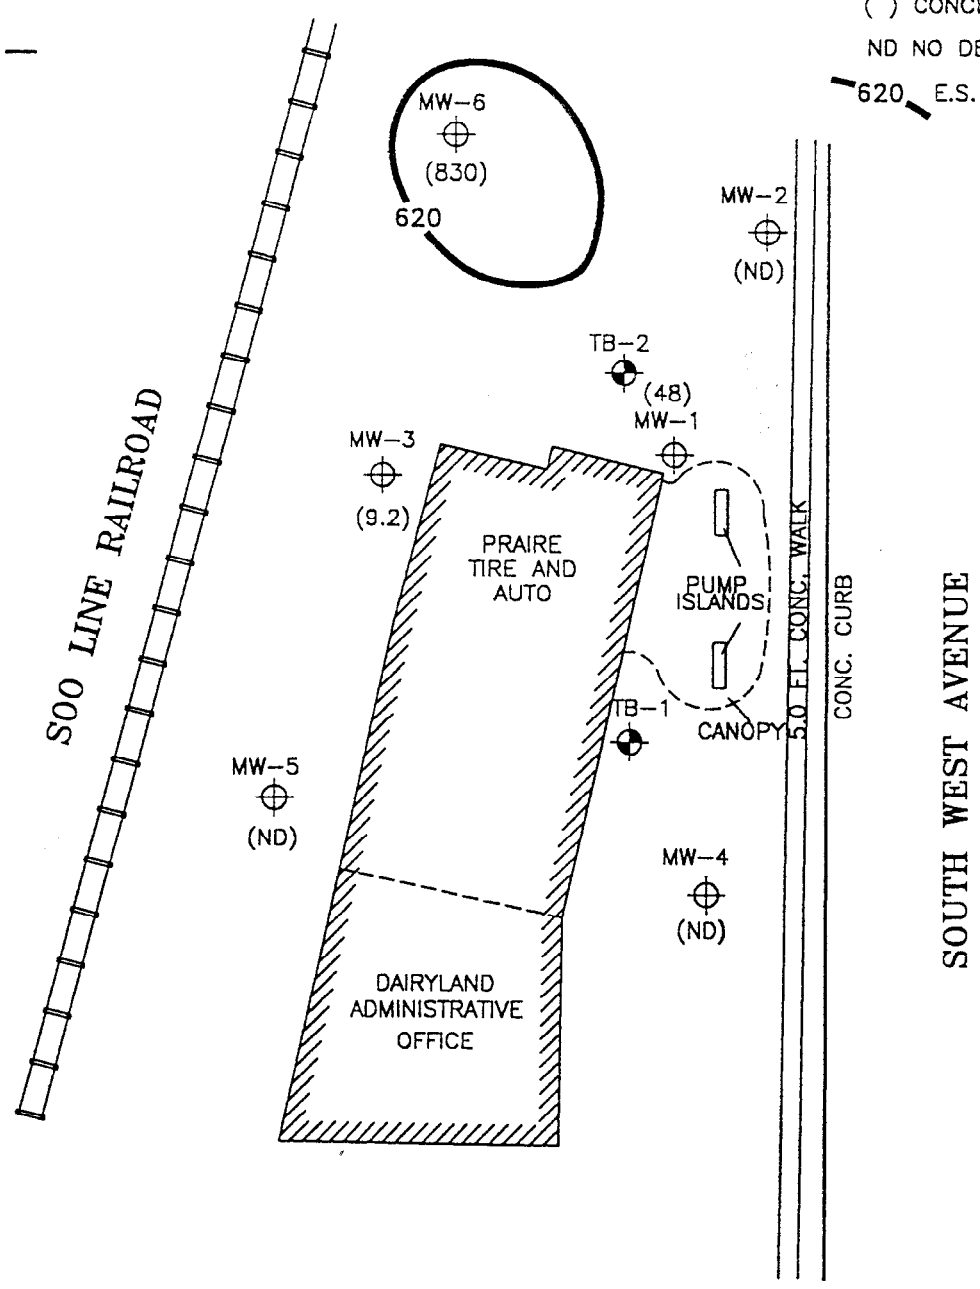 ( ) CONCE
ND NO DE
620 E.S.
MW-6
(830)
620
MW-2
(ND)
TB-2
(48)
MW-1
MW-3
(9.2)
SOO LINE RAILROAD
PRAIRE
TIRE AND
AUTO
PUMP
ISLANDS
5.0 FT. CONC. WALK
CONC. CURB
SOUTH WEST AVENUE
TB-1
CANOPY
MW-5
(ND)
MW-4
(ND)
DAIRYLAND
ADMINISTRATIVE
OFFICE